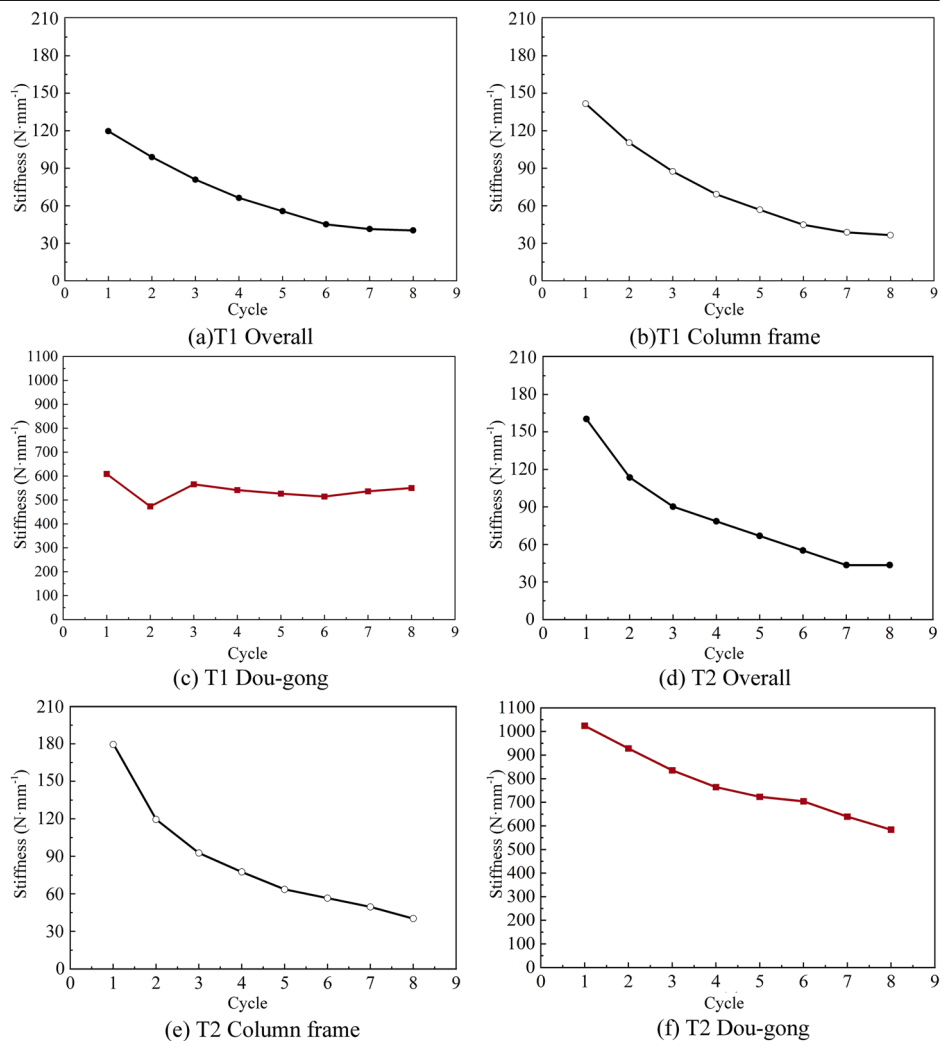 210
180
150
120
90
60
30
0
Stiffness (N·mm⁻¹)
0 1 2 3 4 5 6 7 8 9
Cycle
(a)T1 Overall
210
180
150
120
90
60
30
0
Stiffness (N·mm⁻¹)
0 1 2 3 4 5 6 7 8 9
Cycle
(b)T1 Column frame
1100
1000
900
800
700
600
500
400
300
200
100
0
Stiffness (N·mm⁻¹)
0 1 2 3 4 5 6 7 8 9
Cycle
(c) T1 Dou-gong
210
180
150
120
90
60
30
0
Stiffness (N·mm⁻¹)
0 1 2 3 4 5 6 7 8 9
Cycle
(d) T2 Overall
210
180
150
120
90
60
30
0
Stiffness (N·mm⁻¹)
0 1 2 3 4 5 6 7 8 9
Cycle
(e) T2 Column frame
1100
1000
900
800
700
600
500
400
300
200
100
0
Stiffness (N·mm⁻¹)
0 1 2 3 4 5 6 7 8 9
Cycle
(f) T2 Dou-gong